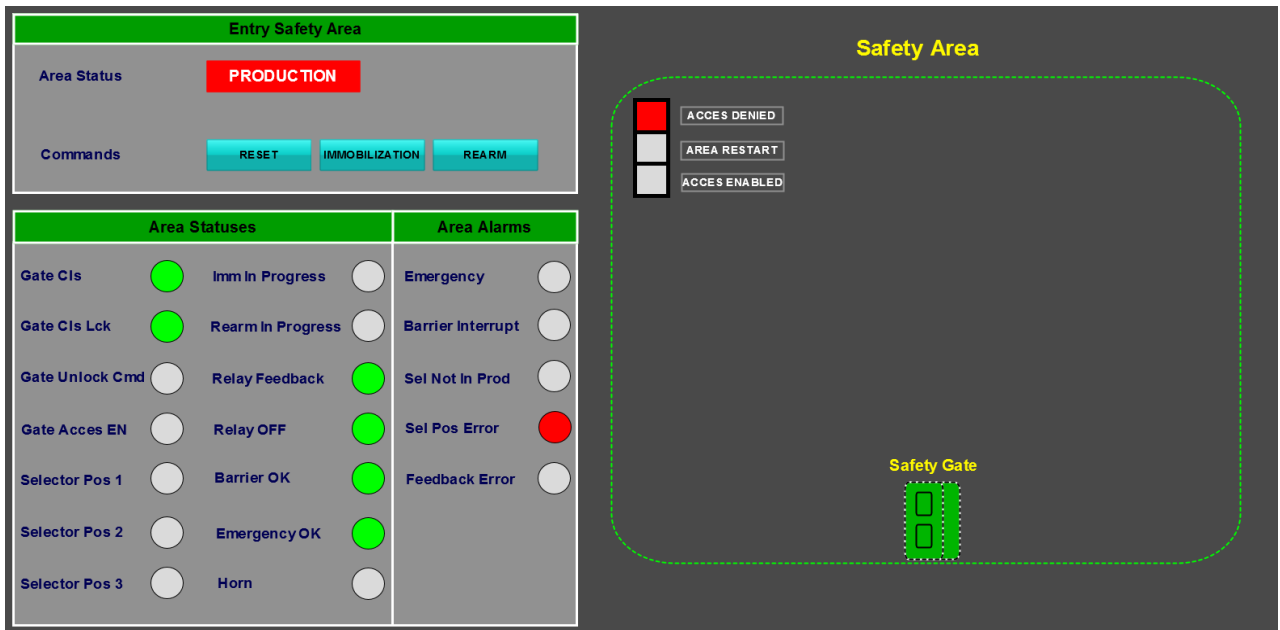 Entry Safety Area
Area Status
PRODUCTION
Commands
RESET
IMMOBILIZATION
REARM
Area Statuses
Gate Cls
Imm In Progress
Gate Cls Lck
Rearm In Progress
Gate Unlock Cmd
Relay Feedback
Gate Acces EN
Relay OFF
Selector Pos 1
Barrier OK
Selector Pos 2
Emergency OK
Selector Pos 3
Horn
Area Alarms
Emergency
Barrier Interrupt
Sel Not In Prod
Sel Pos Error
Feedback Error
Safety Area
ACCES DENIED
AREA RESTART
ACCES ENABLED
Safety Gate